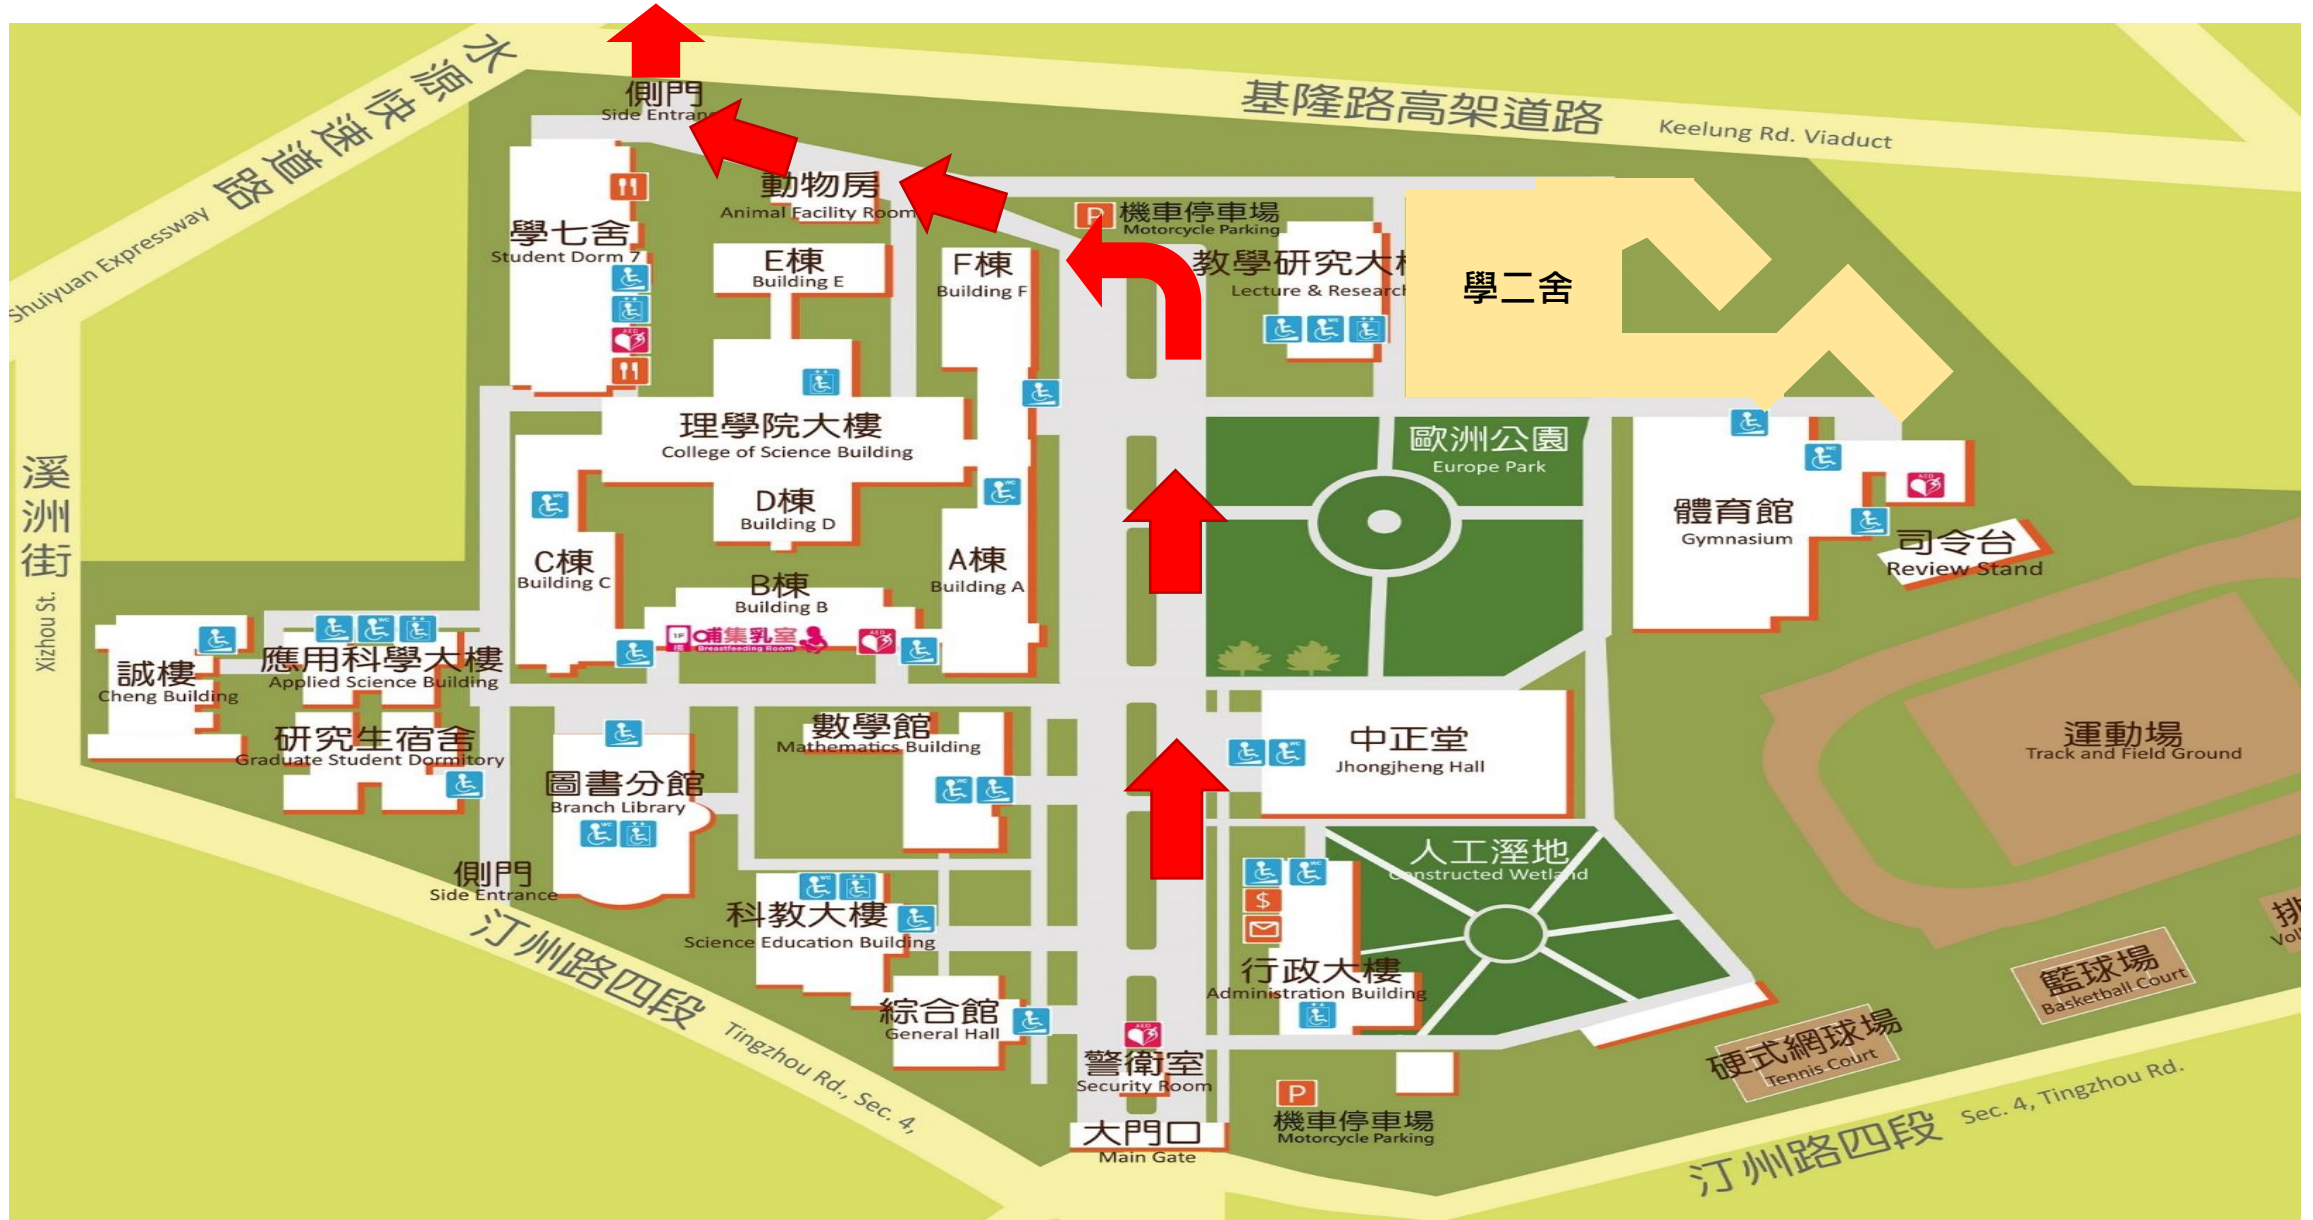 水源快速道路
Shuiyuan Expressway
側門
基隆路高架道路
Keelung Rd. Viaduct
動物房
Animal Facility Room
P
機車停車場
Motorcycle Parking
學七舍
Student Dorm 7
E棟
Building E
F棟
Building F
教學研究大
Lecture &
學二舍
AED
理學院大樓
College of Science Building
歐洲公園
Europe Park
溪洲街
Xizhou St.
WC
D棟
Building D
體育館
Gymnasium
司令台
Review Stand
C棟
Building C
B棟
Building B
A棟
Building A
1F
哺集乳室
Breastfeeding Room
AED
誠樓
Cheng Building
應用科學大樓
Applied Science Building
研究生宿舍
Graduate Student Dormitory
數學館
Mathematics Building
中正堂
Jhongjheng Hall
運動場
Track and Field Ground
圖書分館
Branch Library
側門
Side Entrance
人工溼地
Constructed Wetland
科教大樓
Science Education Building
$
行政大樓
Administration Building
籃球場
Basketball Court
綜合館
General Hall
AED
警衛室
Security Room
硬式網球場
Tennis Court
汀州路四段
Tingzhou Rd., Sec. 4,
P
機車停車場
Motorcycle Parking
大門口
Main Gate
汀州路四段
Sec. 4, Tingzhou Rd.